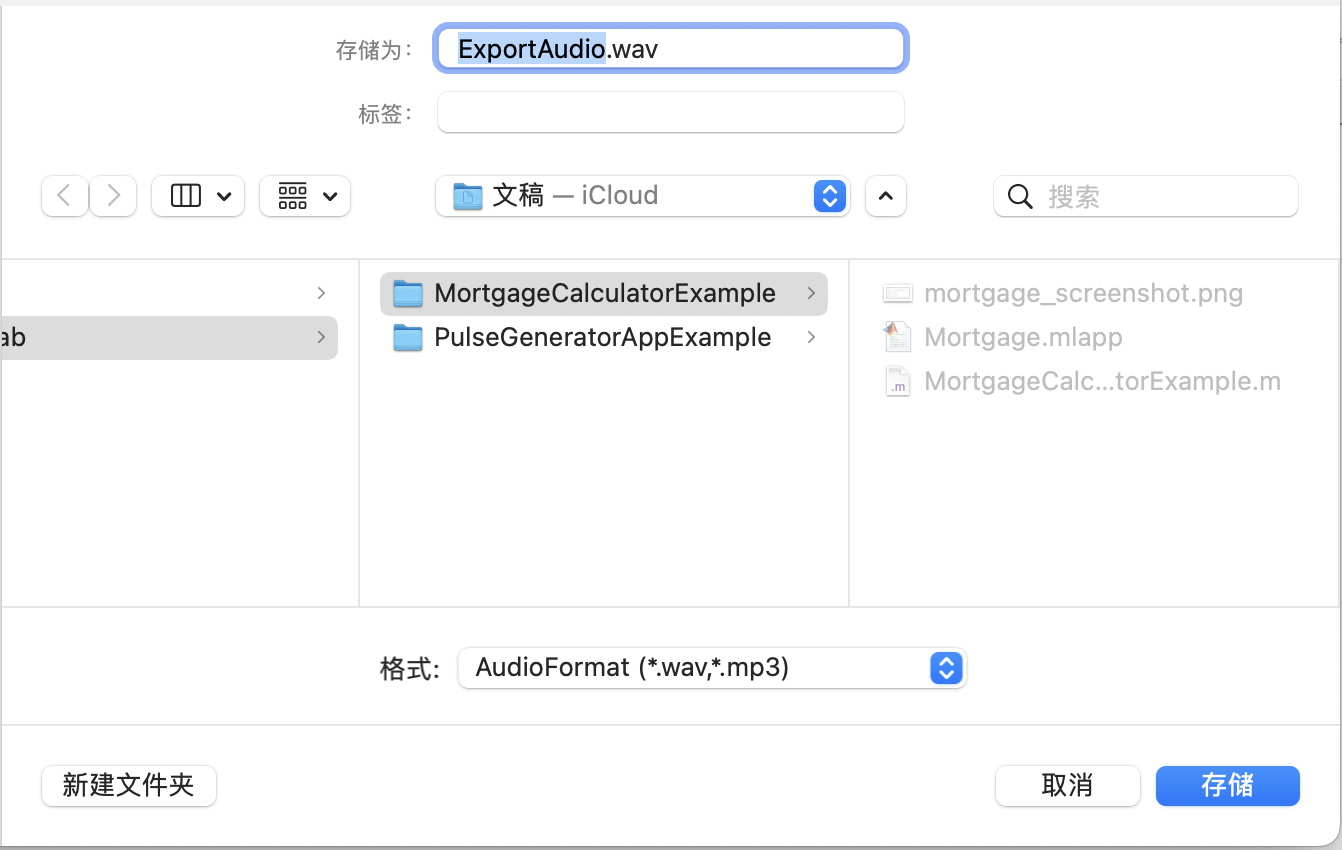 存储为：
ExportAudio.wav
标签：
文稿 — iCloud
搜索
ab
MortgageCalculatorExample
PulseGeneratorAppExample
mortgage_screenshot.png
Mortgage.mlapp
.m
MortgageCalc...torExample.m
格式:
AudioFormat (*.wav,*.mp3)
新建文件夹
取消
存储